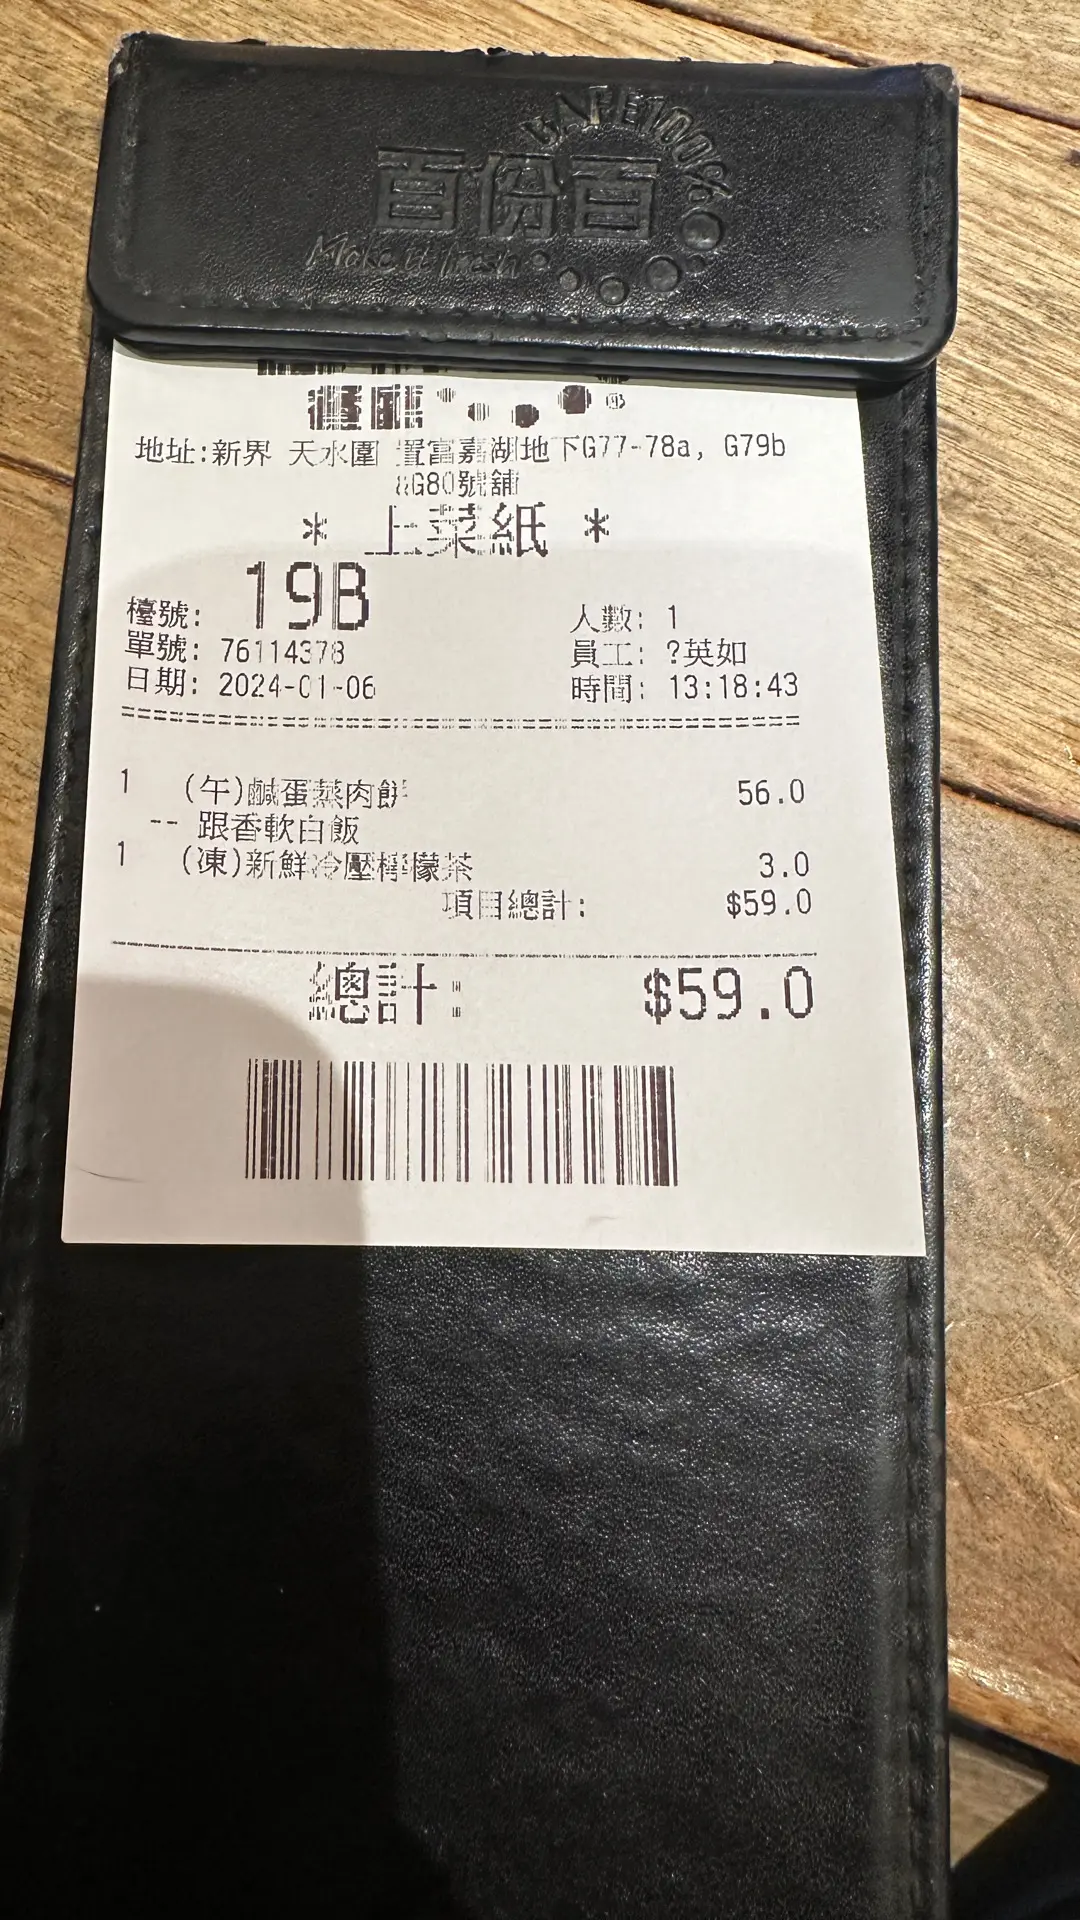 CAFE100%
百份百
Make it fresh
餐廳
地址:新界 天水圍 置富嘉湖地下G77-78a, G79b
&G80號舖
* 上菜紙 *
檯號: 19B
人數: 1
單號: 76114378
員工: ?英如
日期: 2024-01-06
時間: 13:18:43
1 (午)鹹蛋蒸肉餅 56.0
-- 跟香軟白飯
1 (凍)新鮮冷壓檸檬茶 3.0
項目總計: $59.0
總計: $59.0